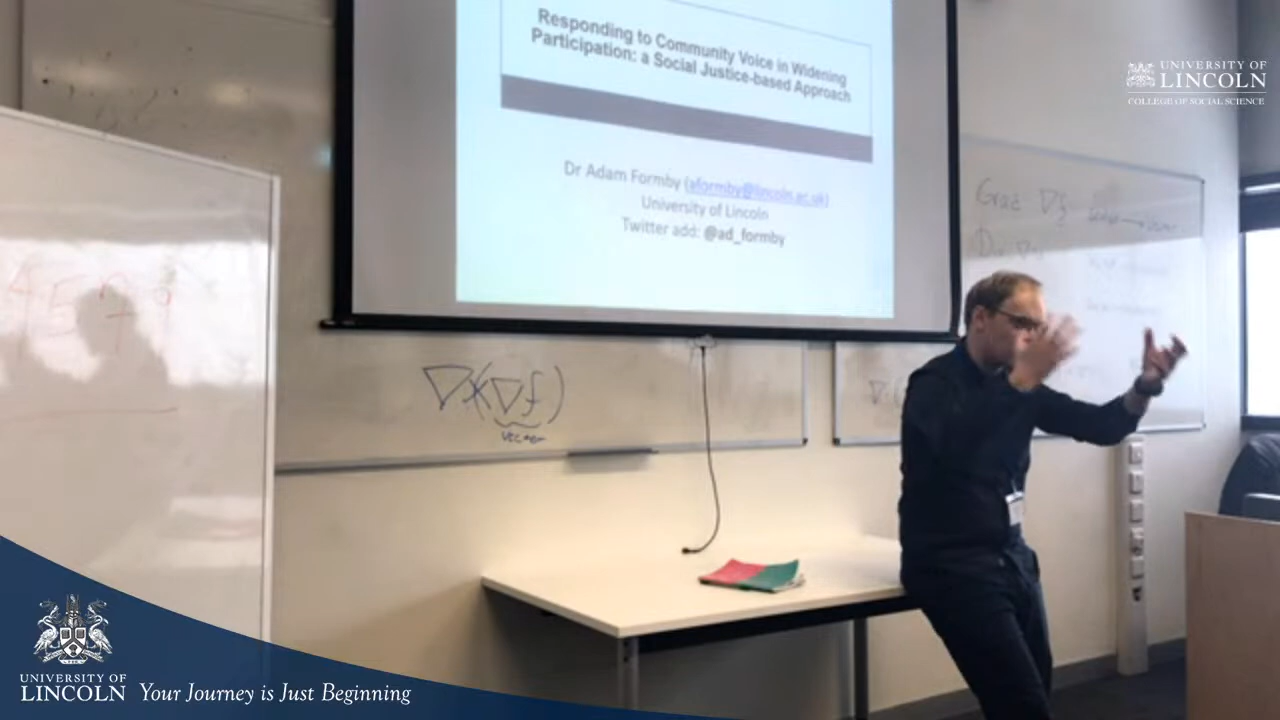 Responding to Community Voice in Widening
Participation: a Social Justice-based Approach
Dr Adam Formby (aformby@lincoln.ac.uk)
University of Lincoln
Twitter add: @ad_formby
UNIVERSITY OF
LINCOLN
COLLEGE OF SOCIAL SCIENCE
Grad ∇f
∇×(∇f)
vector
UNIVERSITY OF
LINCOLN
Your Journey is Just Beginning